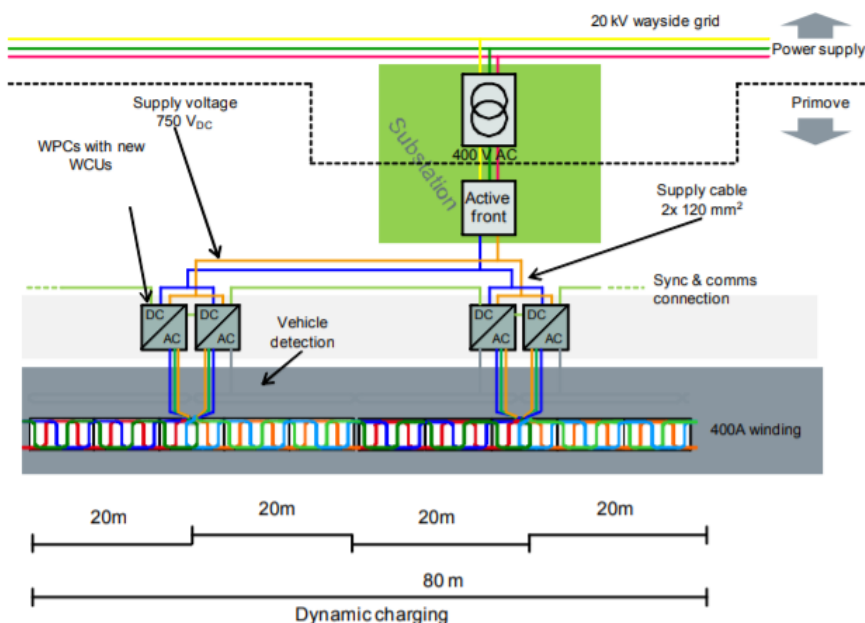 20 kV wayside grid
Power supply
Supply voltage
750 V_DC
Primove
WPCs with new
WCUs
Substation
400 V AC
Active
front
Supply cable
2x 120 mm²
Sync & comms
connection
DC
AC
DC
AC
DC
AC
DC
AC
Vehicle
detection
400A winding
20m
20m
20m
20m
80 m
Dynamic charging